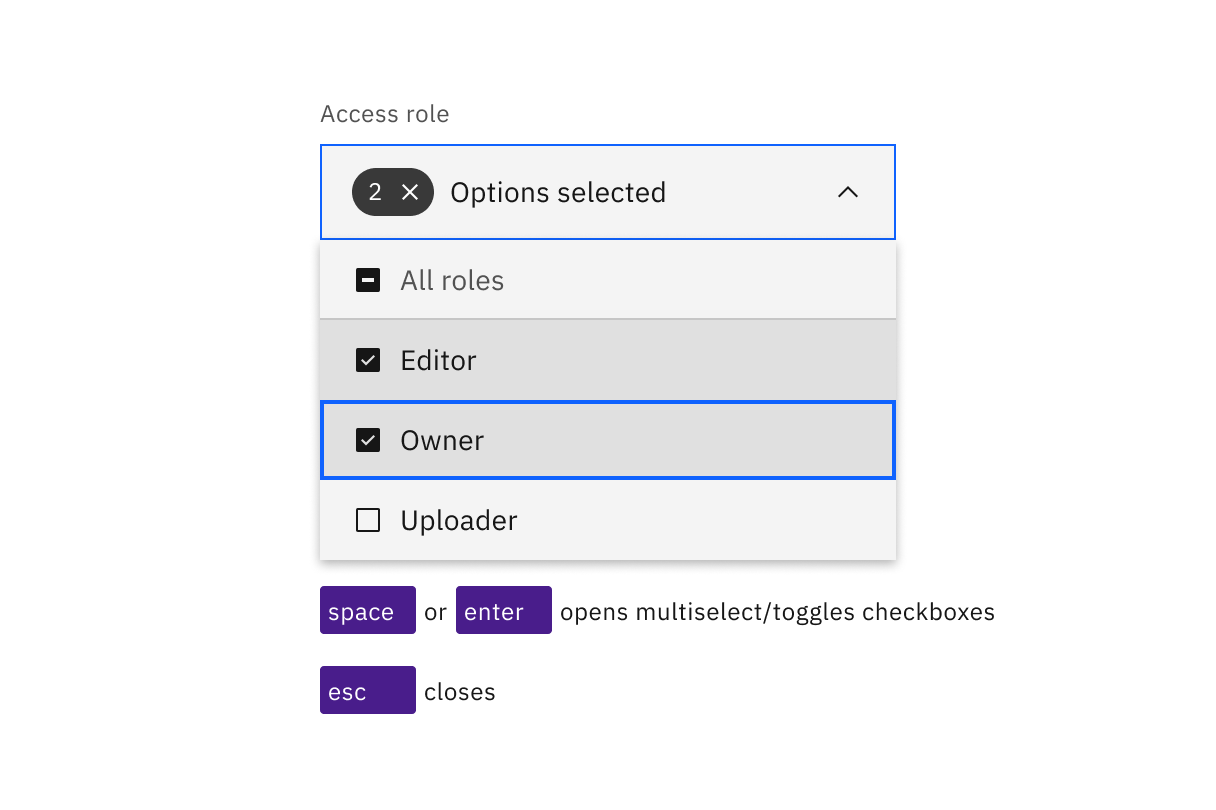 Access role
2 Options selected
All roles
Editor
Owner
Uploader
space or enter opens multiselect/toggles checkboxes
esc closes